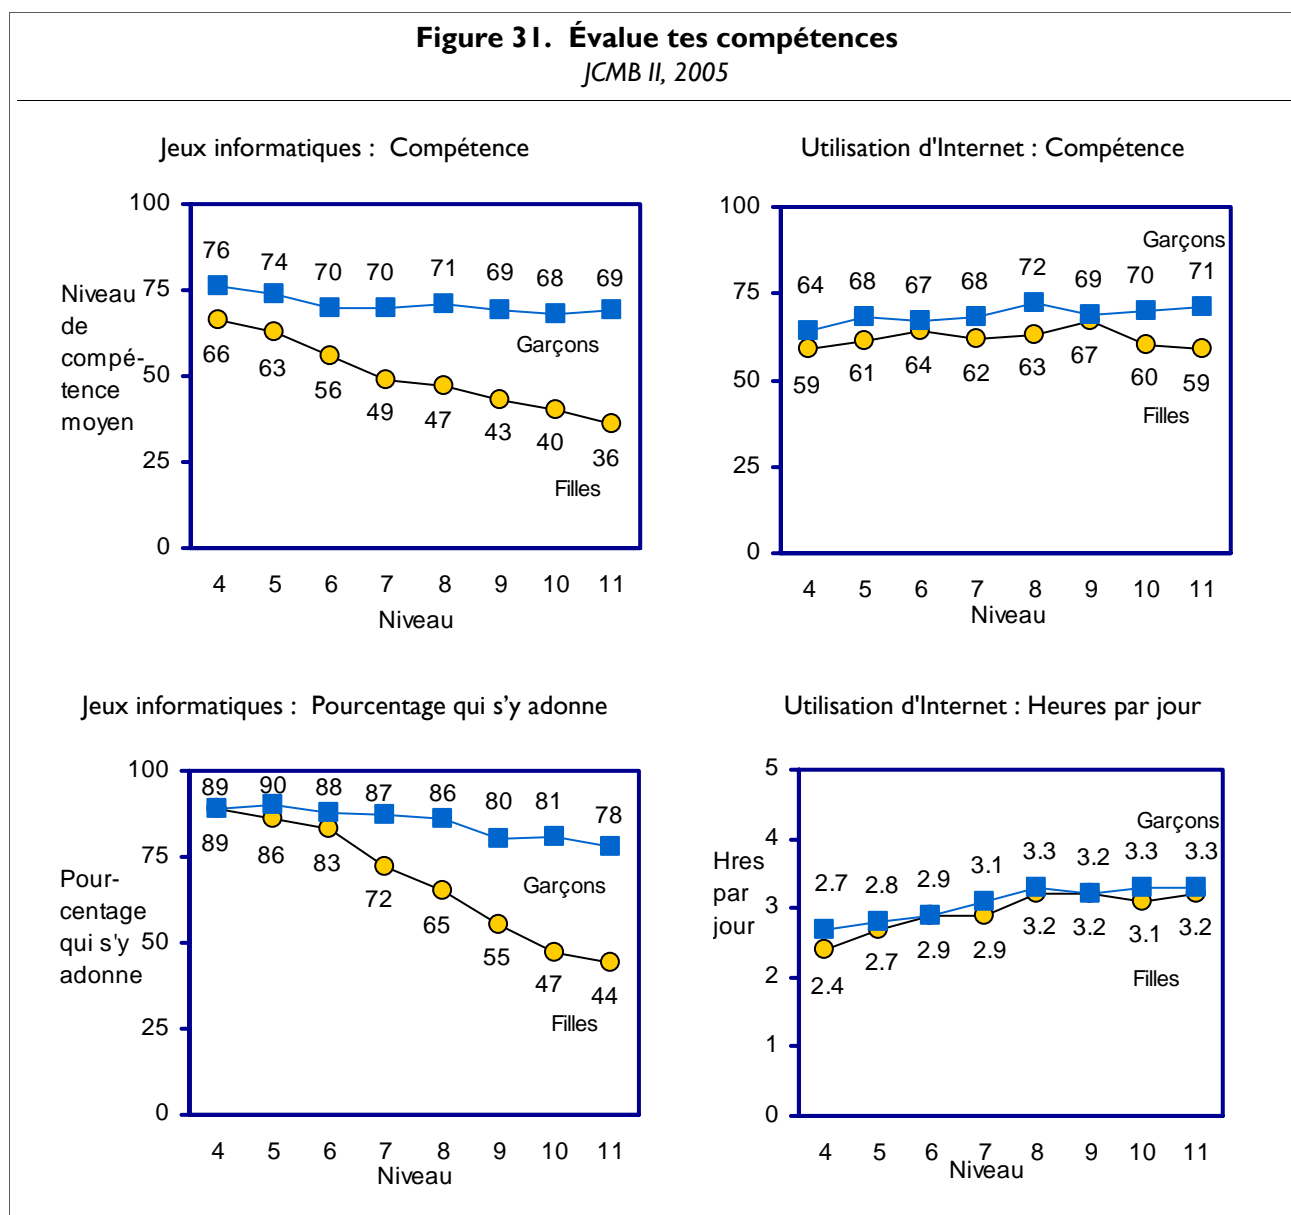 Figure 31. Évalue tes compétences
JCMB II, 2005
Jeux informatiques : Compétence
100
75
50
25
0
Niveau
de
compé-
tence
moyen
76 74 70 70 71 69 68 69
Garçons
66 63 56 49 47 43 40 36
Filles
4 5 6 7 8 9 10 11
Niveau
Utilisation d'Internet : Compétence
100
75
50
25
0
Garçons
64 68 67 68 72 69 70 71
59 61 64 62 63 67 60 59
Filles
4 5 6 7 8 9 10 11
Niveau
Jeux informatiques : Pourcentage qui s’y adonne
100
75
50
25
0
Pour-
centage
qui s'y
adonne
89 90 88 87 86 80 81 78
Garçons
89 86 83 72 65 55 47 44
Filles
4 5 6 7 8 9 10 11
Niveau
Utilisation d'Internet : Heures par jour
5
4
3
2
1
0
Hres
par
jour
Garçons
2.7 2.8 2.9 3.1 3.3 3.2 3.3 3.3
2.4 2.7 2.9 2.9 3.2 3.2 3.1 3.2
Filles
4 5 6 7 8 9 10 11
Niveau